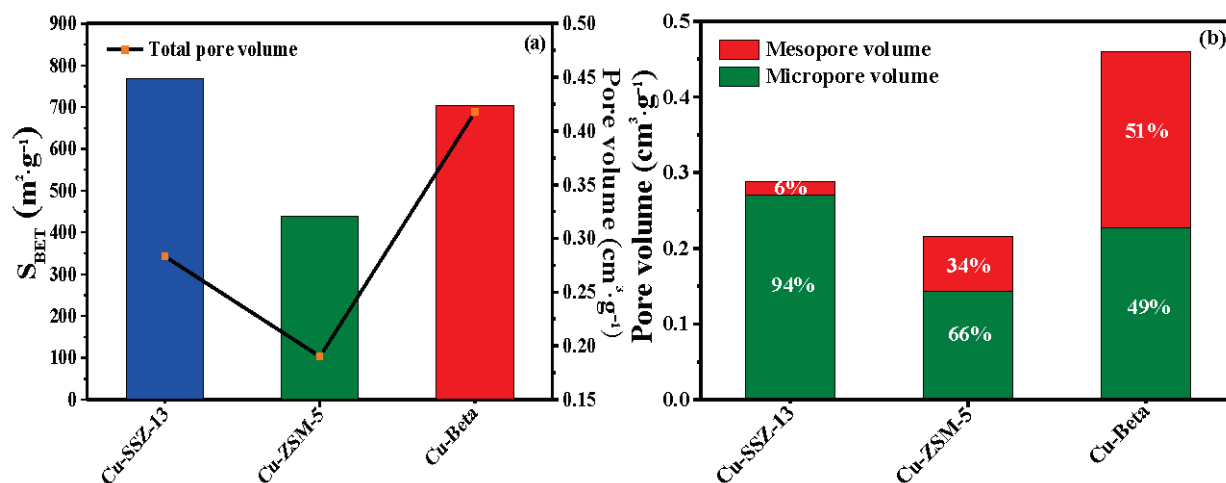 (a)
Total pore volume
900
800
700
600
500
400
300
200
100
0
S_BET (m²·g⁻¹)
0.50
0.45
0.40
0.35
0.30
0.25
0.20
0.15
Pore volume (cm³·g⁻¹)
Cu-SSZ-13
Cu-ZSM-5
Cu-Beta
(b)
Mesopore volume
Micropore volume
0.5
0.4
0.3
0.2
0.1
0.0
Pore volume (cm³·g⁻¹)
6%
94%
34%
66%
51%
49%
Cu-SSZ-13
Cu-ZSM-5
Cu-Beta